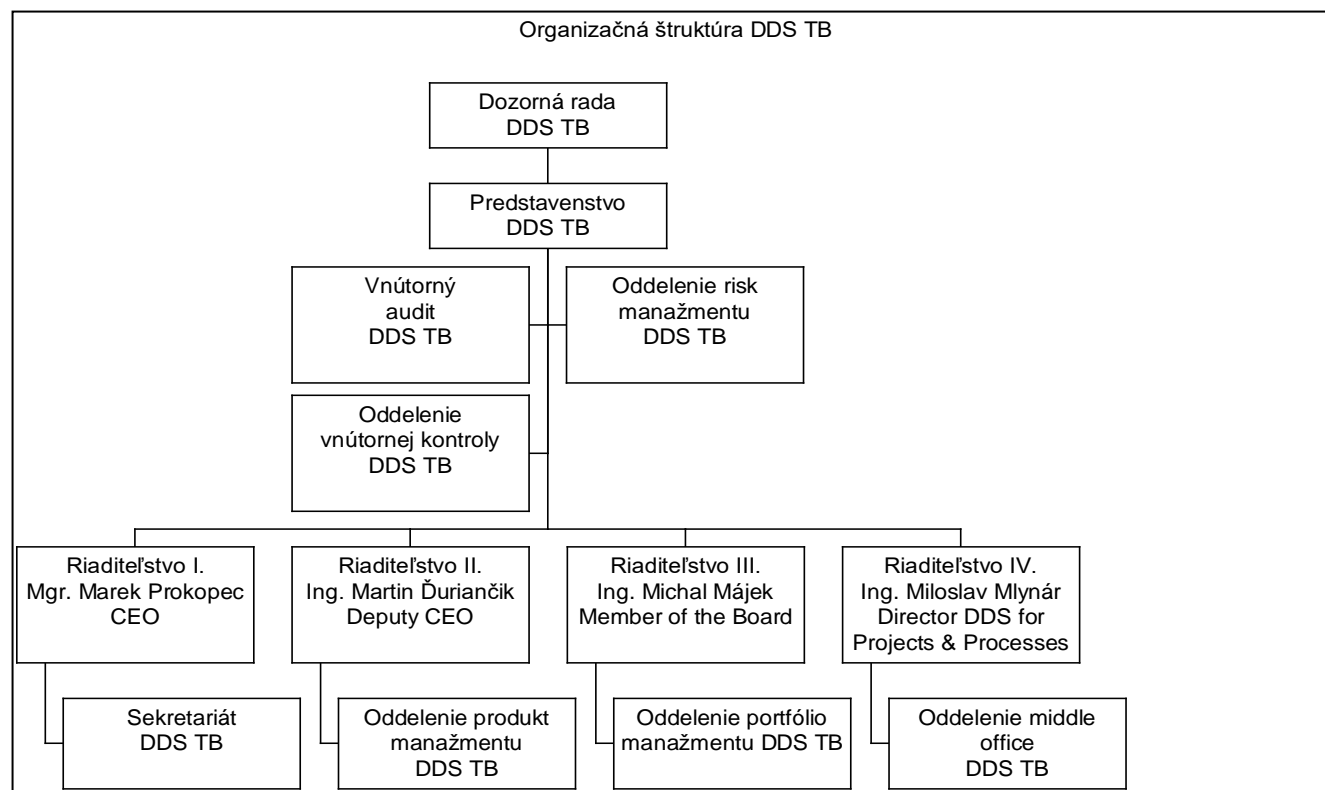 Organizačná štruktúra DDS TB
Dozorná rada
DDS TB
Predstavenstvo
DDS TB
Vnútorný
audit
DDS TB
Oddelenie risk
manažmentu
DDS TB
Oddelenie
vnútornej kontroly
DDS TB
Riaditeľstvo I.
Mgr. Marek Prokopec
CEO
Riaditeľstvo II.
Ing. Martin Ďuriančik
Deputy CEO
Riaditeľstvo III.
Ing. Michal Májek
Member of the Board
Riaditeľstvo IV.
Ing. Miloslav Mlynár
Director DDS for
Projects & Processes
Sekretariát
DDS TB
Oddelenie produkt
manažmentu
DDS TB
Oddelenie portfólio
manažmentu DDS TB
Oddelenie middle
office
DDS TB